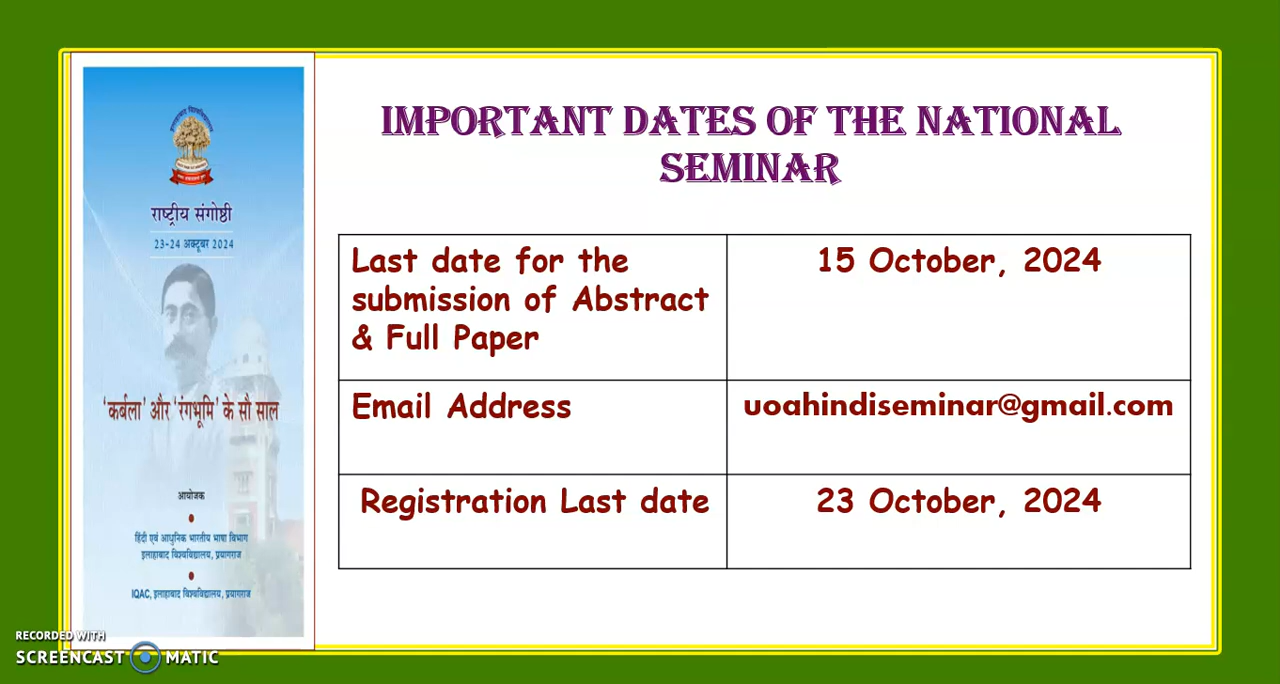 राष्ट्रीय संगोष्ठी
23-24 अक्टूबर 2024
'कर्बला' और 'रंगभूमि' के सौ साल
आयोजक
हिंदी एवं आधुनिक भारतीय भाषा विभाग
इलाहाबाद विश्वविद्यालय, प्रयागराज
IQAC, इलाहाबाद विश्वविद्यालय, प्रयागराज
IMPORTANT DATES OF THE NATIONAL
SEMINAR
Last date for the
submission of Abstract
& Full Paper
15 October, 2024
Email Address
uoahindiseminar@gmail.com
Registration Last date
23 October, 2024
RECORDED WITH
SCREENCAST MATIC